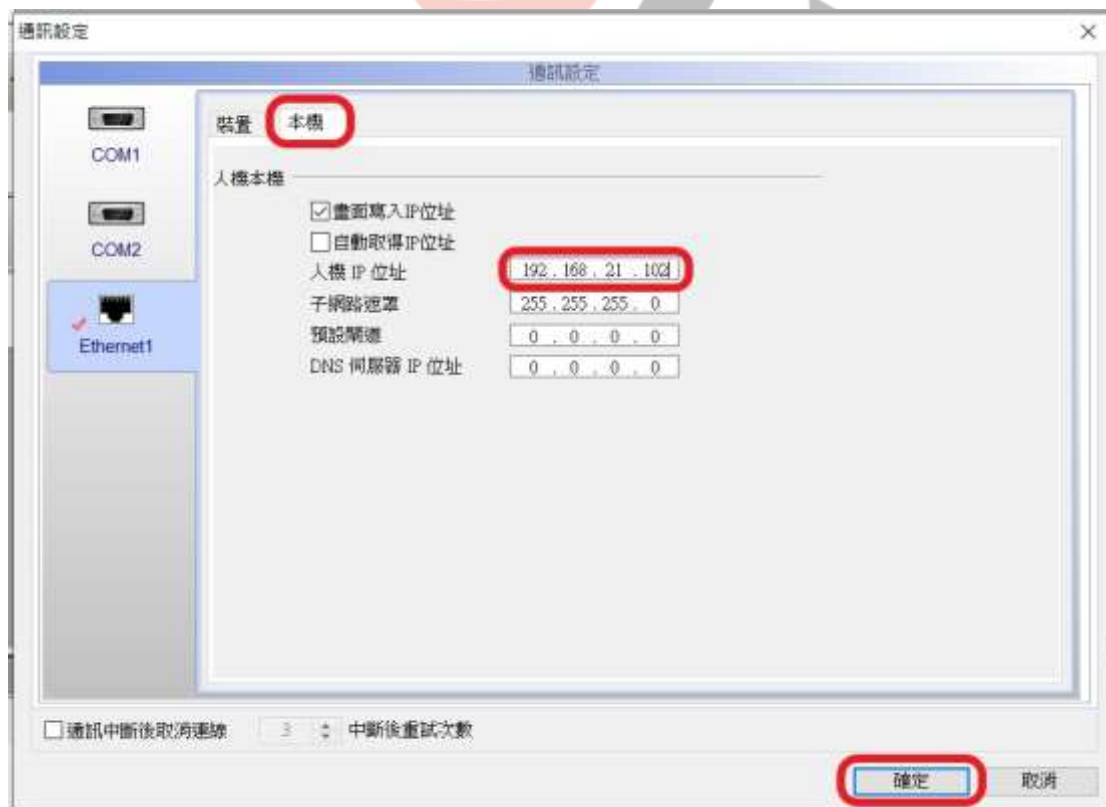 通訊設定
通訊設定
COM1
COM2
Ethernet1
裝置
本機
人機本機
畫面寫入IP位址
自動取得IP位址
人機 IP 位址 192 . 168 . 21 . 102
子網路遮罩 255 . 255 . 255 . 0
預設閘道 0 . 0 . 0 . 0
DNS 伺服器 IP 位址 0 . 0 . 0 . 0
通訊中斷後取消連線 3 中斷後重試次數
確定 取消